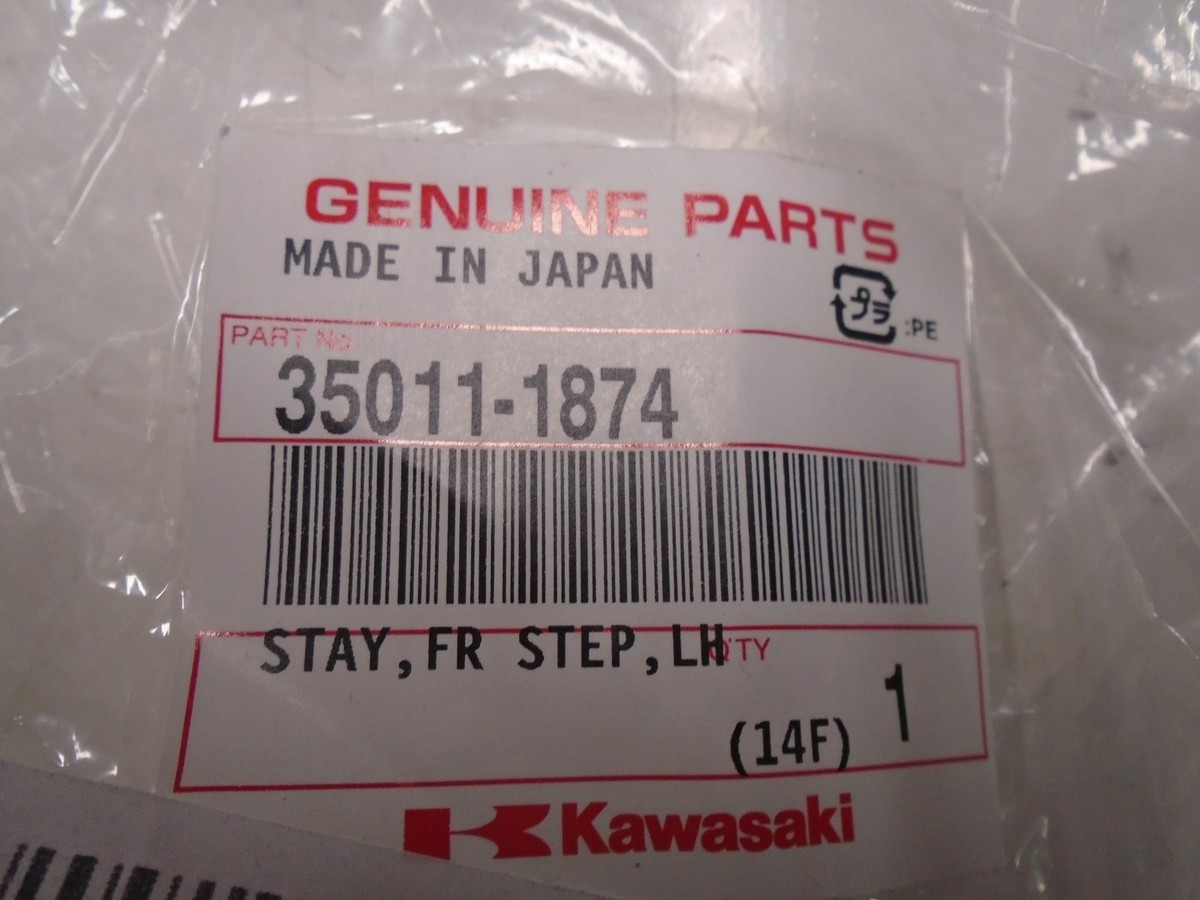 GENUINE PARTS
MADE IN JAPAN
プラ :PE
PART No.
35011-1874
STAY,FR STEP,LH Q'TY
(14F) 1
Kawasaki